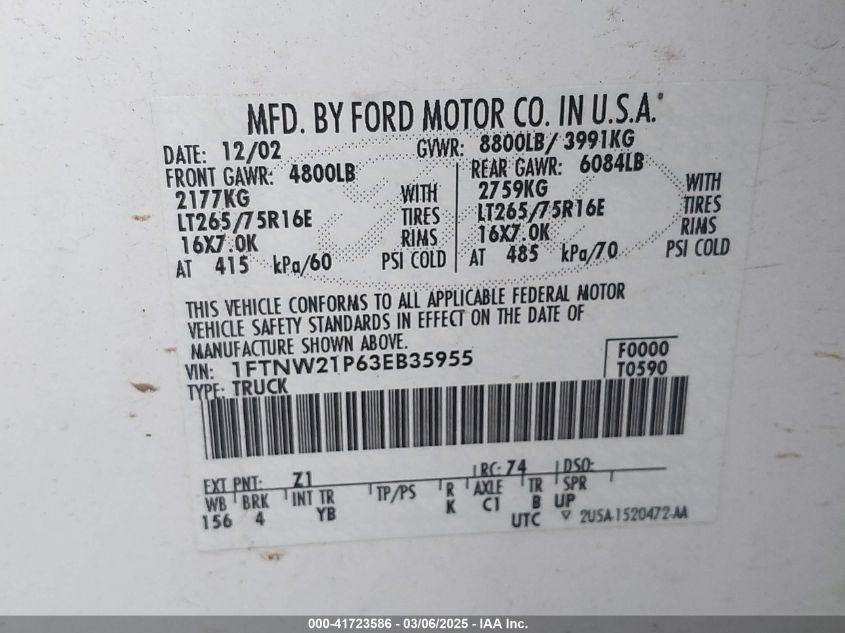 MFD. BY FORD MOTOR CO. IN U.S.A.
DATE: 12/02 GVWR: 8800LB/ 3991KG
FRONT GAWR: 4800LB REAR GAWR: 6084LB
2177KG WITH 2759KG WITH
LT265/75R16E TIRES LT265/75R16E TIRES
16X7.0K RIMS 16X7.0K RIMS
AT 415 kPa/60 PSI COLD AT 485 kPa/70 PSI COLD
THIS VEHICLE CONFORMS TO ALL APPLICABLE FEDERAL MOTOR
VEHICLE SAFETY STANDARDS IN EFFECT ON THE DATE OF
MANUFACTURE SHOWN ABOVE.
VIN: 1FTNW21P63EB35955 F0000
TYPE: TRUCK T0590
EXT PNT: Z1 RC: 74 DSO:
WB BRK INT TR TP/PS R AXLE TR SPR
156 4 YB K C1 B UP
UTC ▽ 2USA-1520472-AA
000-41723586 - 03/06/2025 - IAA Inc.